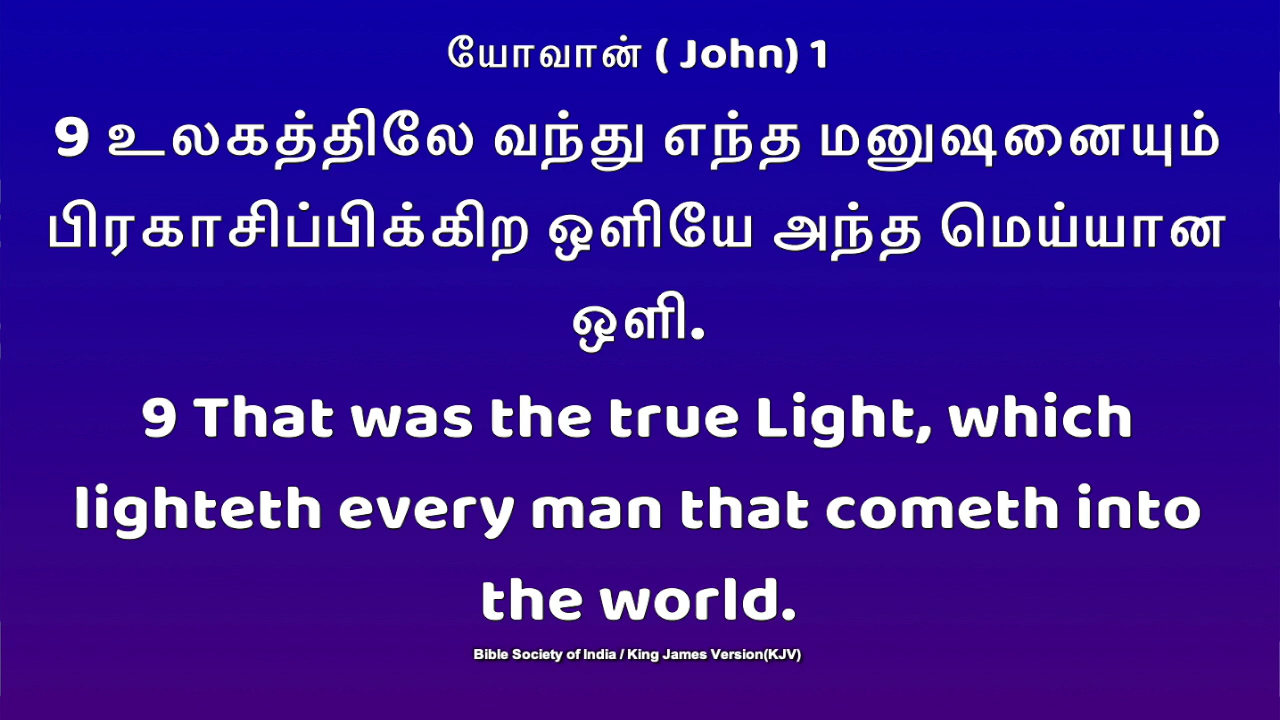 யோவான் ( John) 1
9 உலகத்திலே வந்து எந்த மனுஷனையும்
பிரகாசிப்பிக்கிற ஒளியே அந்த மெய்யான
ஒளி.
9 That was the true Light, which
lighteth every man that cometh into
the world.
Bible Society of India / King James Version(KJV)